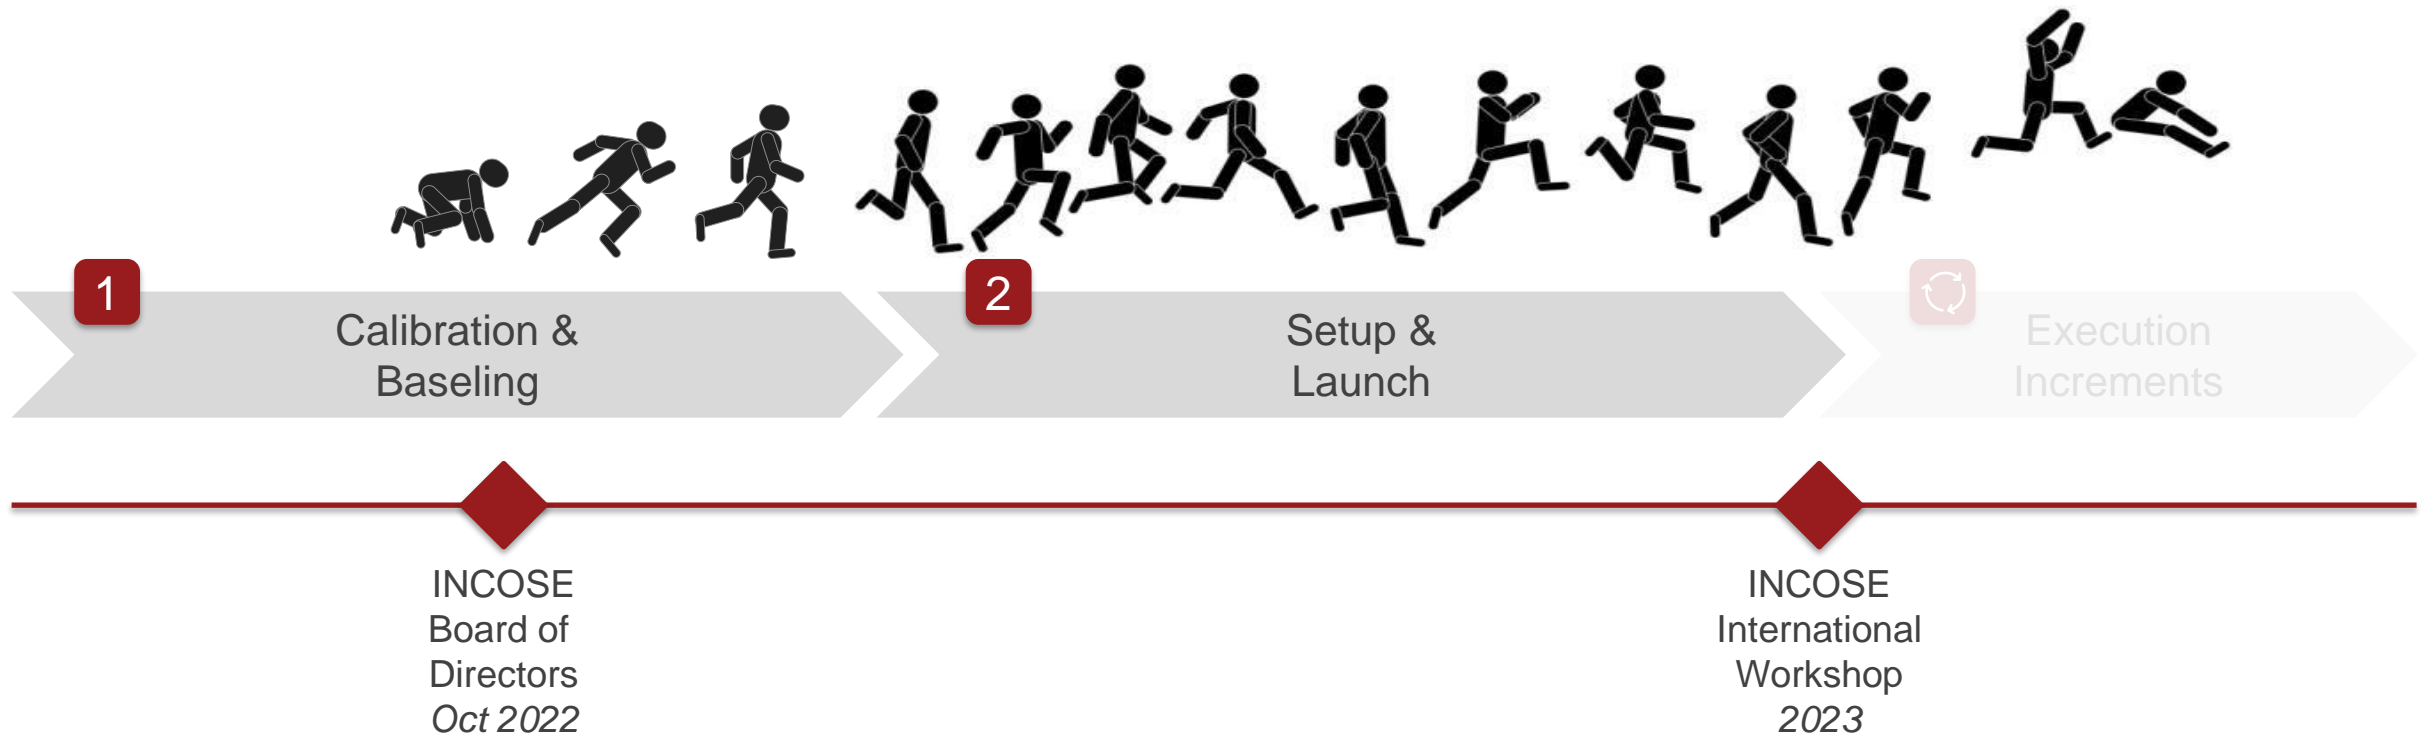 1
Calibration &
Baseling
2
Setup &
Launch
Execution
Increments
INCOSE
Board of
Directors
Oct 2022
INCOSE
International
Workshop
2023